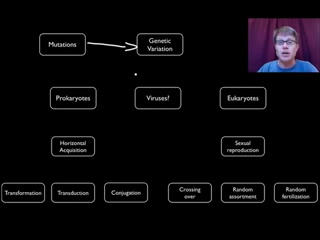 Mutations
Genetic
Variation
Prokaryotes
Viruses?
Eukaryotes
Horizontal
Acquisition
Sexual
reproduction
Transformation
Transduction
Conjugation
Crossing
over
Random
assortment
Random
fertilization